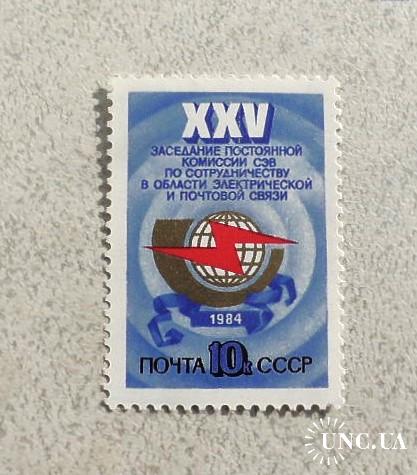 XXV
ЗАСЕДАНИЕ ПОСТОЯННОЙ
КОМИССИИ СЭВ
ПО СОТРУДНИЧЕСТВУ
В ОБЛАСТИ ЭЛЕКТРИЧЕСКОЙ
И ПОЧТОВОЙ СВЯЗИ
1984
ПОЧТА 10к СССР
UNC.UA